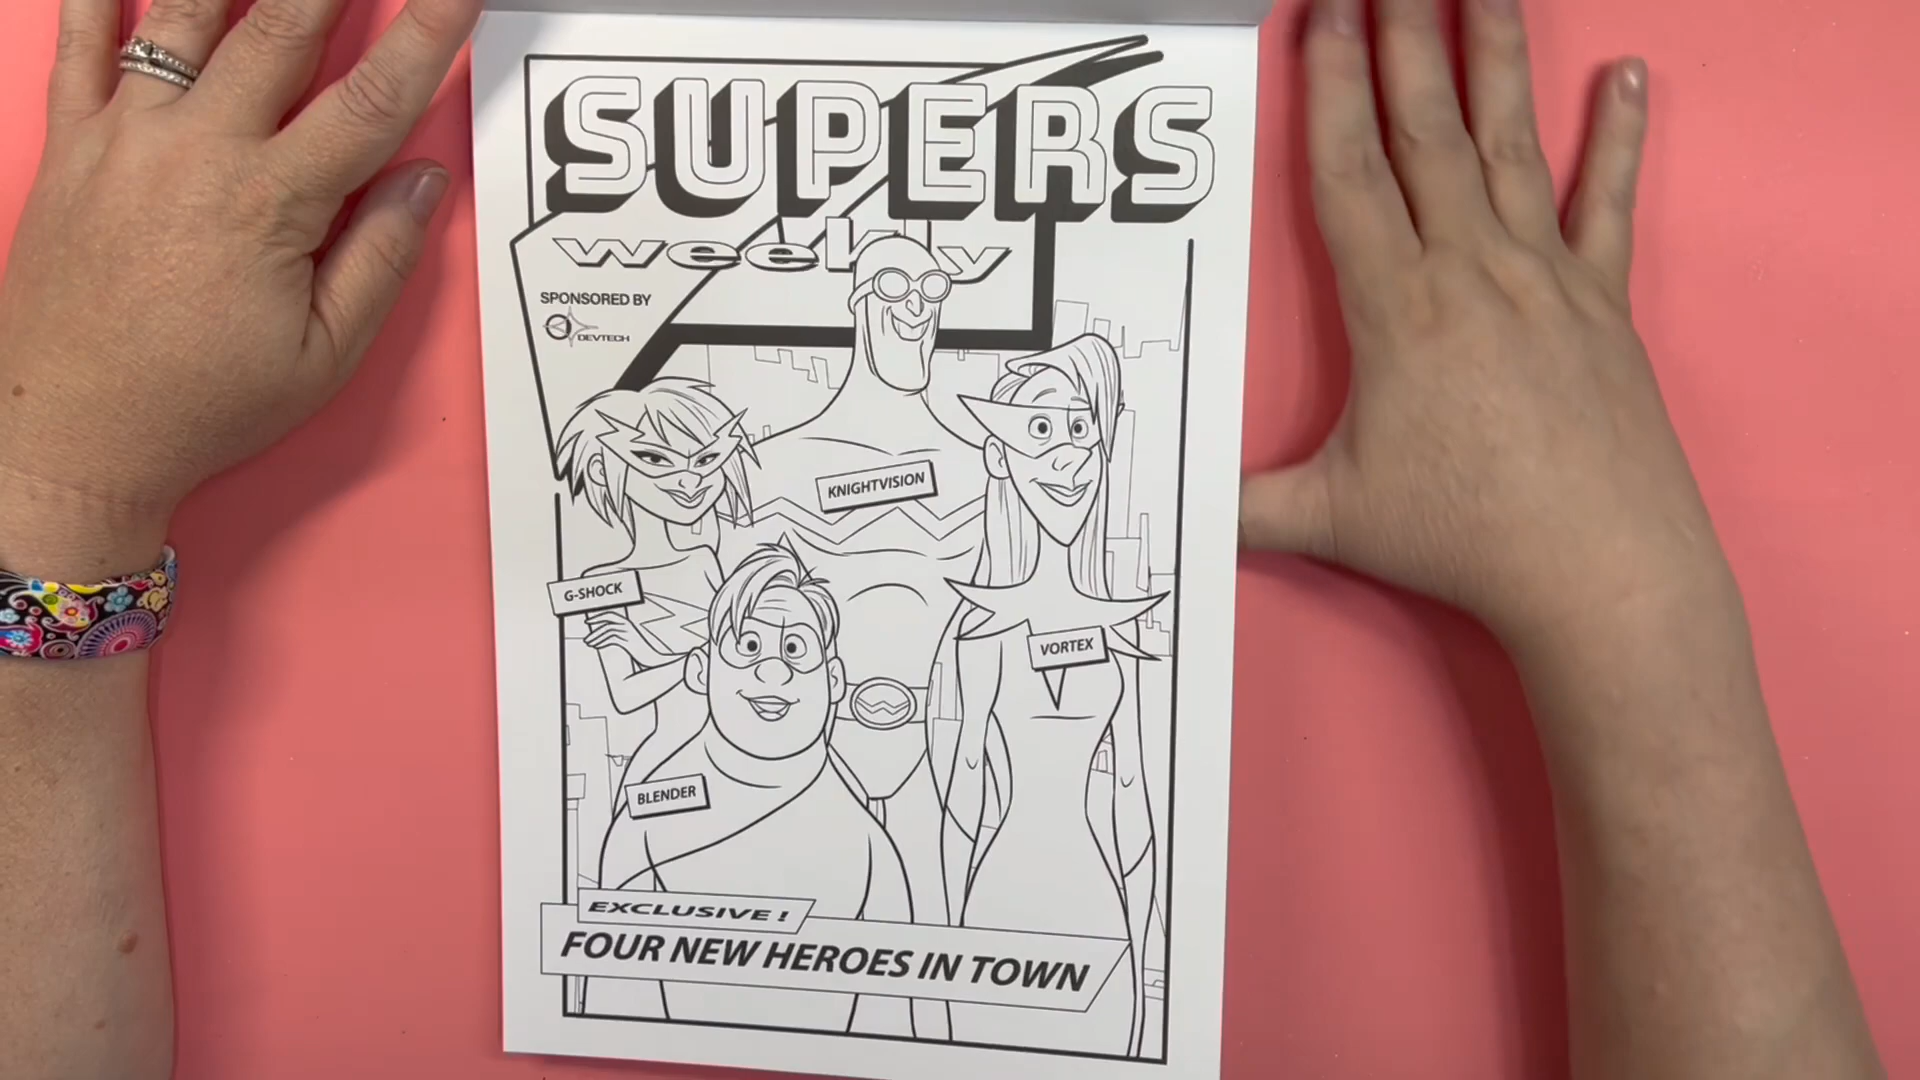 SUPERS
weekly
SPONSORED BY
DEVTECH
KNIGHTVISION
G-SHOCK
VORTEX
BLENDER
EXCLUSIVE!
FOUR NEW HEROES IN TOWN